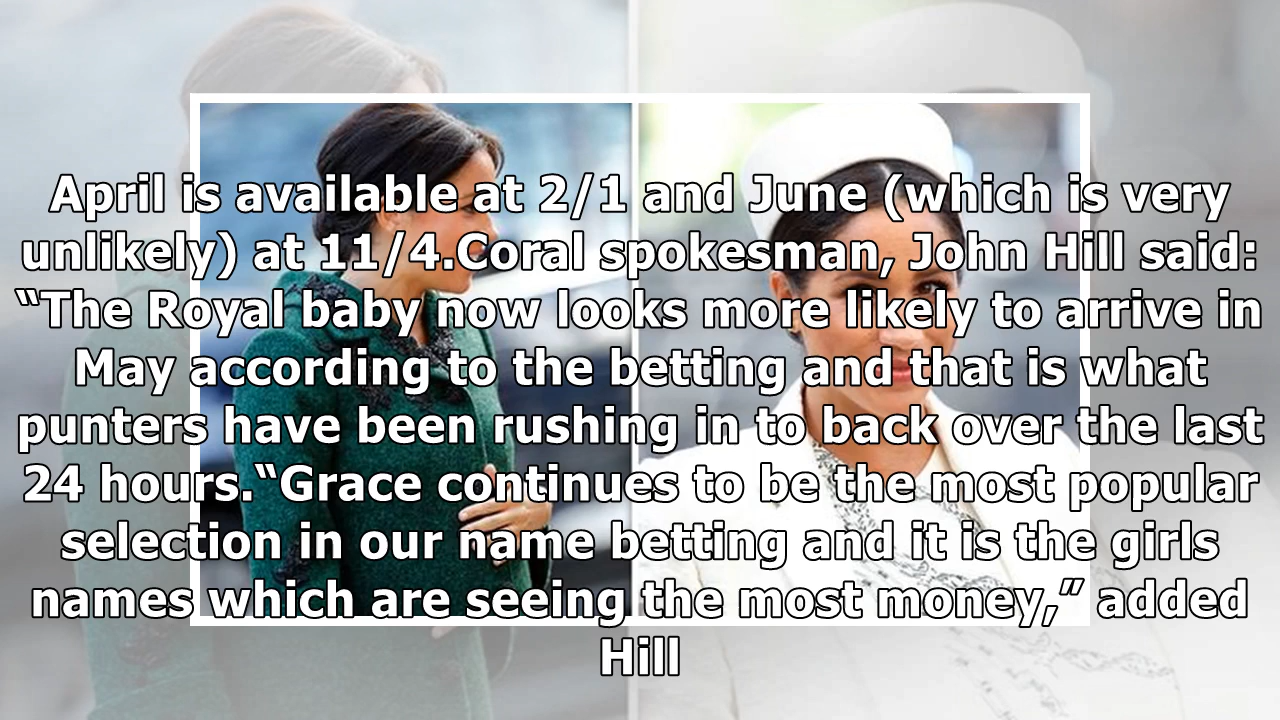 April is available at 2/1 and June (which is very
unlikely) at 11/4.Coral spokesman, John Hill said:
“The Royal baby now looks more likely to arrive in
May according to the betting and that is what
punters have been rushing in to back over the last
24 hours.“Grace continues to be the most popular
selection in our name betting and it is the girls
names which are seeing the most money,” added
Hill